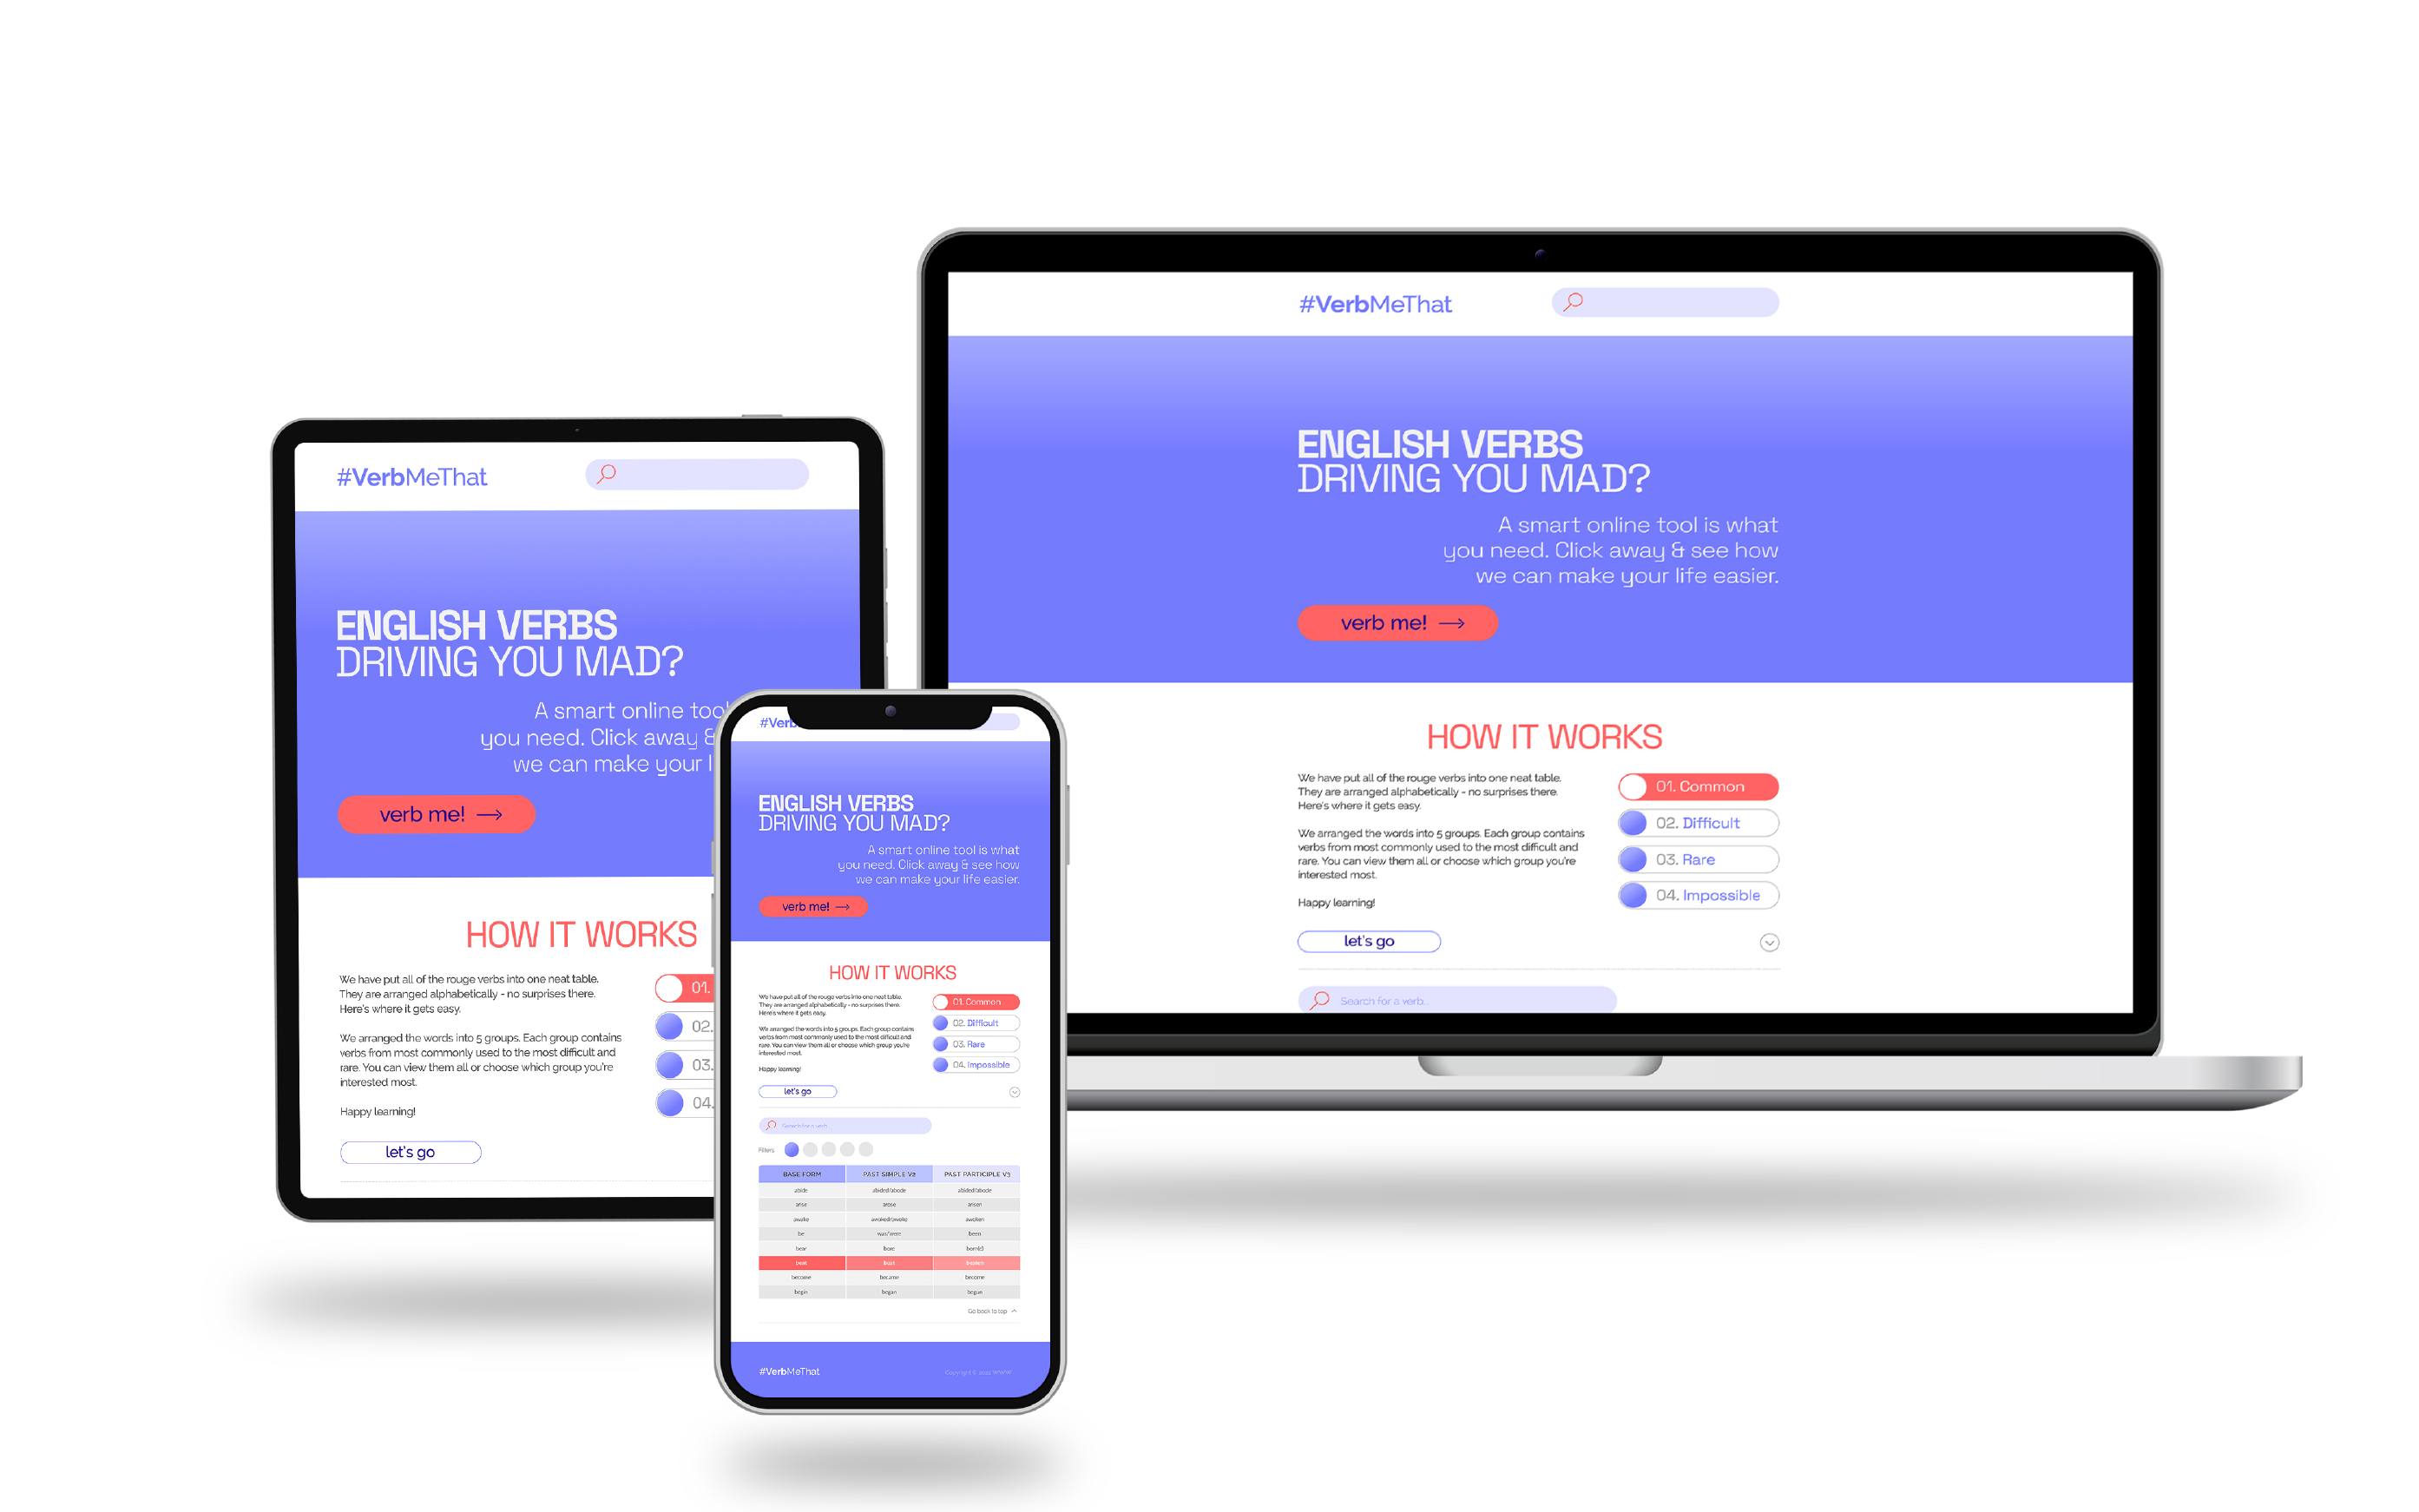 #VerbMeThat
ENGLISH VERBS
DRIVING YOU MAD?
A smart online tool is what
you need. Click away & see how
we can make your life easier.
verb me!
HOW IT WORKS
We have put all of the rouge verbs into one neat table.
They are arranged alphabetically - no surprises there.
Here's where it gets easy.
We arranged the words into 5 groups. Each group contains
verbs from most commonly used to the most difficult and
rare. You can view them all or choose which group you're
interested most.
Happy learning!
01. Common
02. Difficult
03. Rare
04. Impossible
let's go
Search for a verb...
#VerbMeThat
ENGLISH VERBS
DRIVING YOU MAD?
A smart online tool
you need. Click away &
we can make your l
verb me!
HOW IT WORKS
We have put all of the rouge verbs into one neat table.
They are arranged alphabetically - no surprises there.
Here's where it gets easy.
We arranged the words into 5 groups. Each group contains
verbs from most commonly used to the most difficult and
rare. You can view them all or choose which group you're
interested most.
Happy learning!
01.
02.
03.
04.
let's go
#Verb
ENGLISH VERBS
DRIVING YOU MAD?
A smart online tool is what
you need. Click away & see how
we can make your life easier.
verb me!
HOW IT WORKS
We have put all of the rouge verbs into one neat table.
They are arranged alphabetically - no surprises there.
Here's where it gets easy.
We arranged the words into 5 groups. Each group contains
verbs from most commonly used to the most difficult and
rare. You can view them all or choose which group you're
interested most.
Happy learning!
01. Common
02. Difficult
03. Rare
04. Impossible
let's go
Search for a verb...
Filters
BASE FORM PAST SIMPLE V2 PAST PARTICIPLE V3
abide abided/abode abided/abode
arise arose arisen
awake awaked/awoke awoken
be was/were been
bear bore born(e)
beat beat beaten
become became become
begin began begun
Go back to top
#VerbMeThat
Copyright © 2022